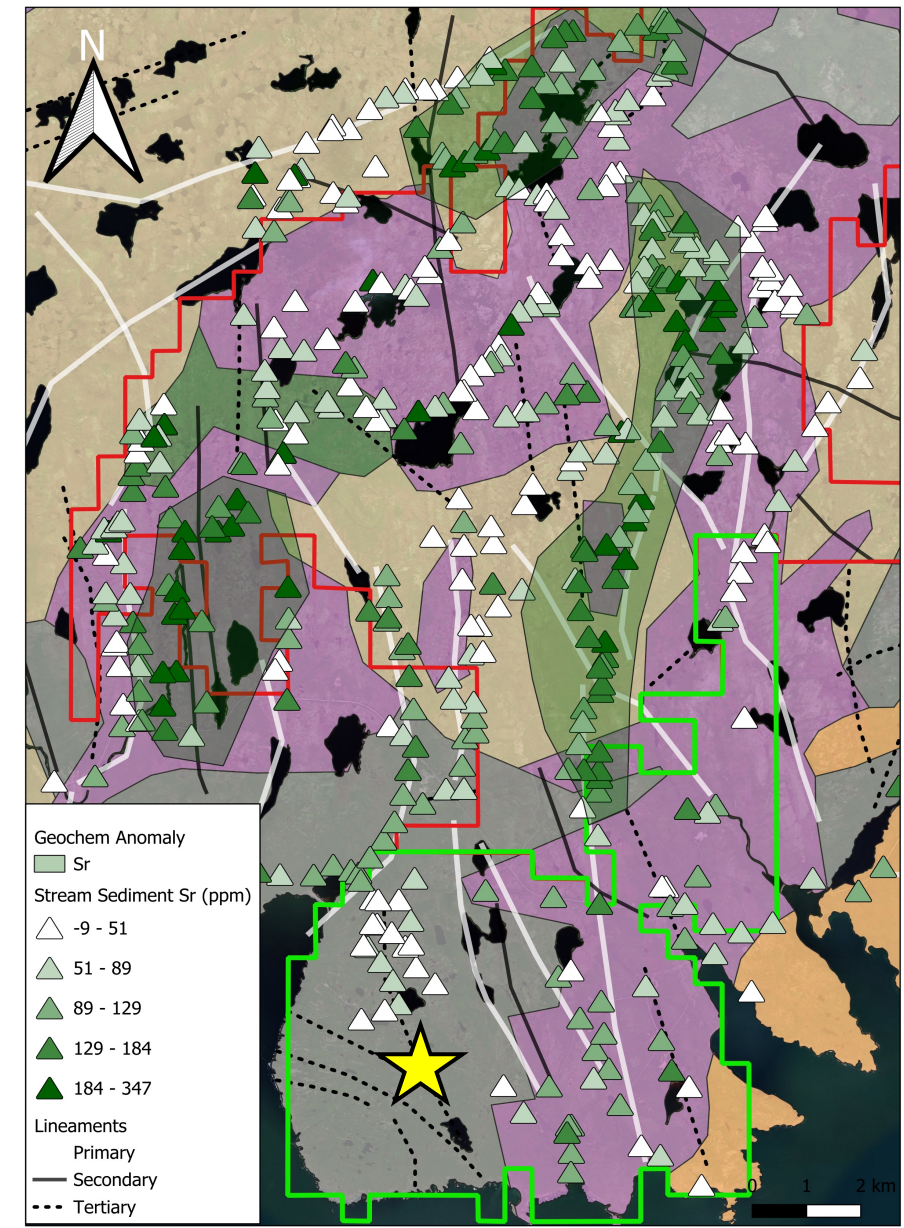 N
Geochem Anomaly
Sr
Stream Sediment Sr (ppm)
-9 - 51
51 - 89
89 - 129
129 - 184
184 - 347
Lineaments
Primary
Secondary
Tertiary
0 1 2 km